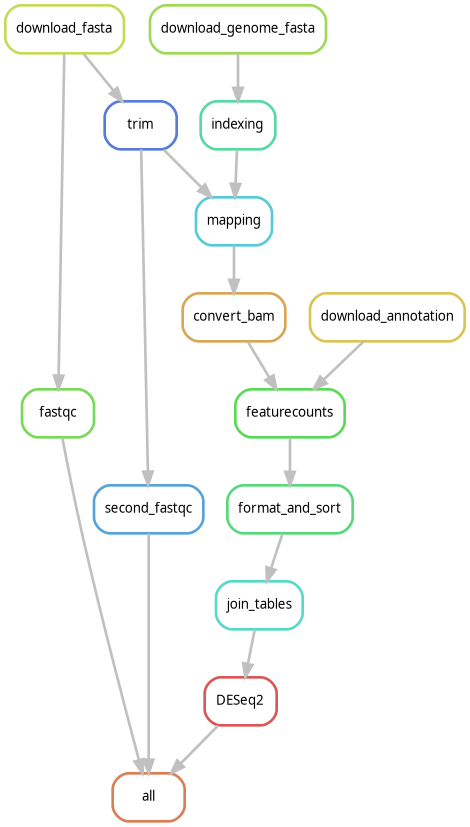 download_fasta
download_genome_fasta
trim
indexing
mapping
convert_bam
download_annotation
fastqc
featurecounts
second_fastqc
format_and_sort
join_tables
DESeq2
all